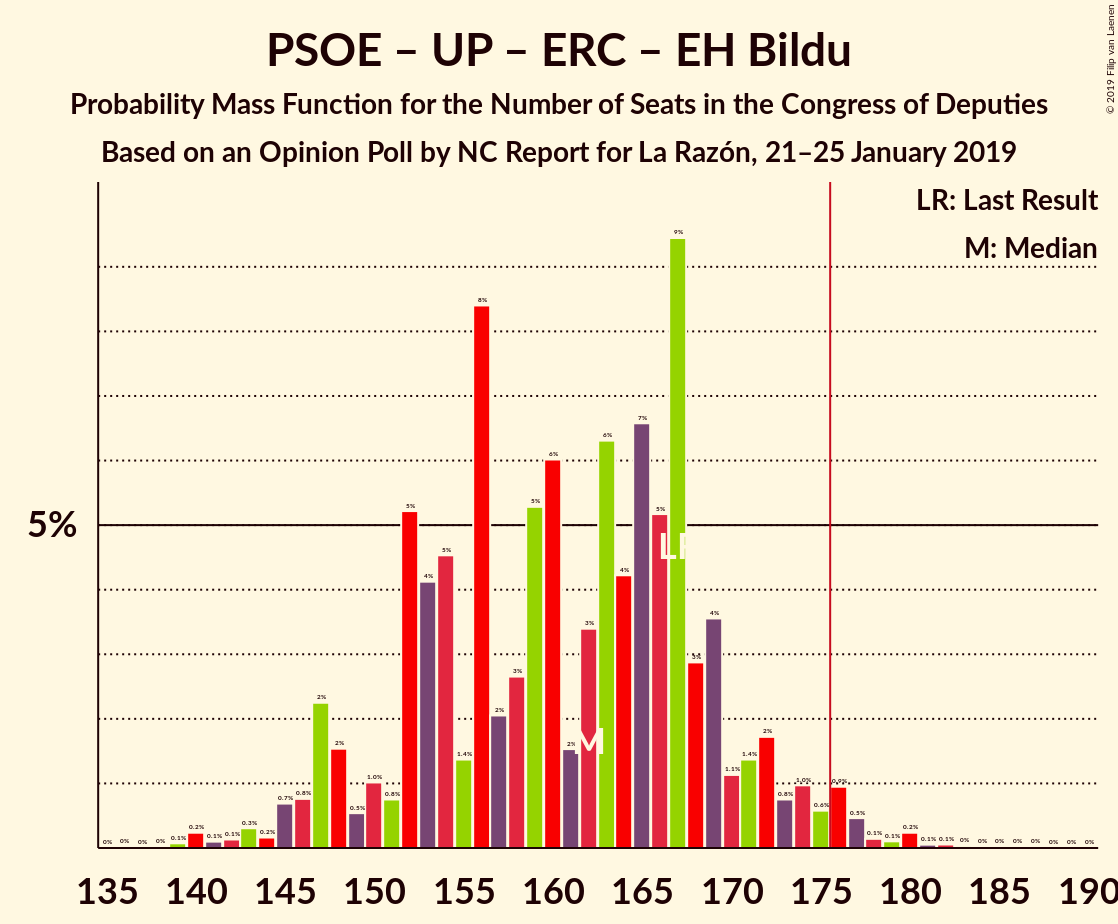 PSOE – UP – ERC – EH Bildu
Probability Mass Function for the Number of Seats in the Congress of Deputies
Based on an Opinion Poll by NC Report for La Razón, 21–25 January 2019
© 2019 Filip van Laenen
LR: Last Result
M: Median
5%
0% 0% 0% 0% 0.1% 0.2% 0.1% 0.1% 0.3% 0.2% 0.7% 0.8% 2% 2% 0.5% 1.0% 0.8% 5% 4% 5% 1.4% 8% 2% 3% 5% 6% 2% 3% 6% 4% 7% 5% 9% 3% 4% 1.1% 1.4% 2% 0.8% 1.0% 0.6% 0.9% 0.5% 0.1% 0.1% 0.2% 0.1% 0.1% 0% 0% 0% 0% 0% 0% 0% 0%
LR
M
135 140 145 150 155 160 165 170 175 180 185 190